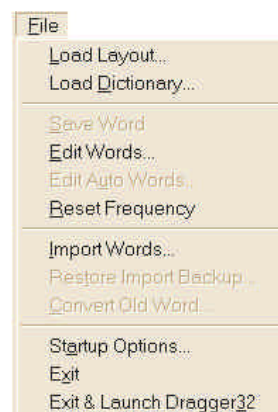 File
Load Layout...
Load Dictionary...
Save Word
Edit Words...
Edit Auto Words...
Reset Frequency
Import Words...
Restore Import Backup...
Convert Old Word...
Startup Options...
Exit
Exit & Launch Dragger32